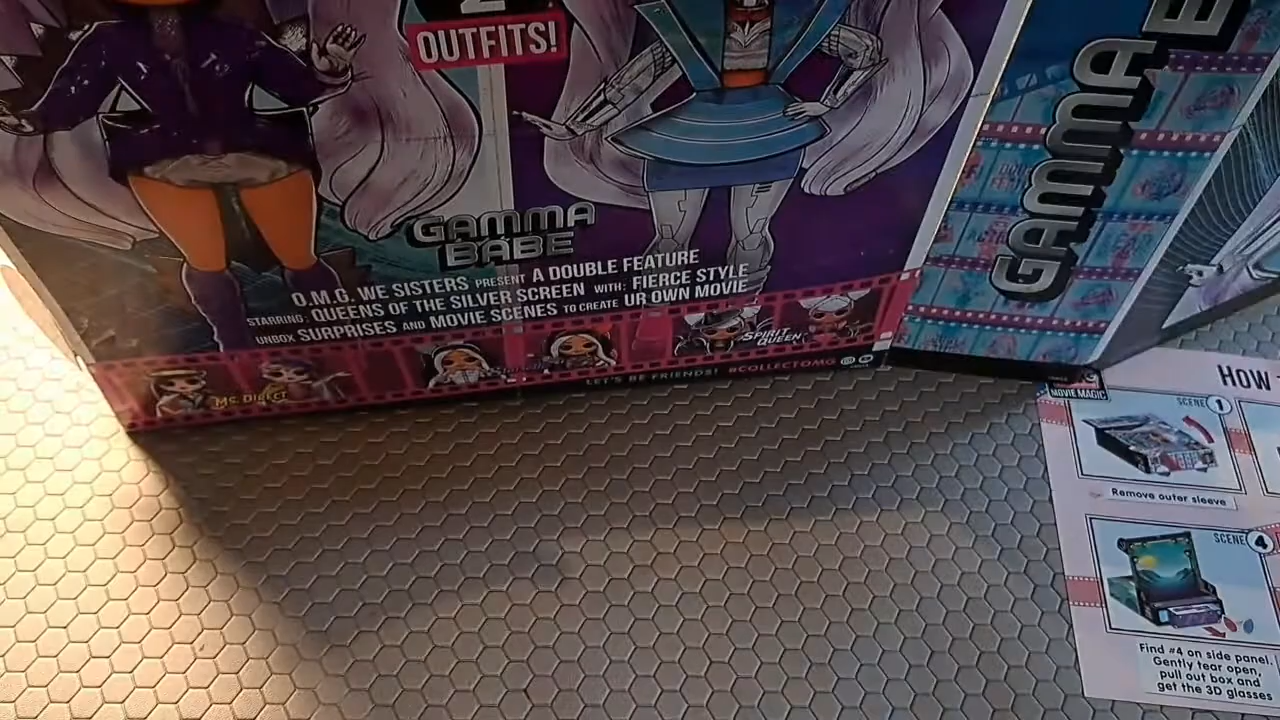 2
OUTFITS!
GAMMA
BABE
O.M.G. WE SISTERS PRESENT A DOUBLE FEATURE
STARRING: QUEENS OF THE SILVER SCREEN WITH: FIERCE STYLE
UNBOX SURPRISES AND MOVIE SCENES TO CREATE UR OWN MOVIE
MS. DIRECT
SPIRIT
QUEEN
LET'S BE FRIENDS! #COLLECTOMG
GAMMA
MOVIE MAGIC
HOW
SCENE 1
Remove outer sleeve
SCENE 4
Find #4 on side panel,
Gently tear open,
pull out box and
get the 3D glasses